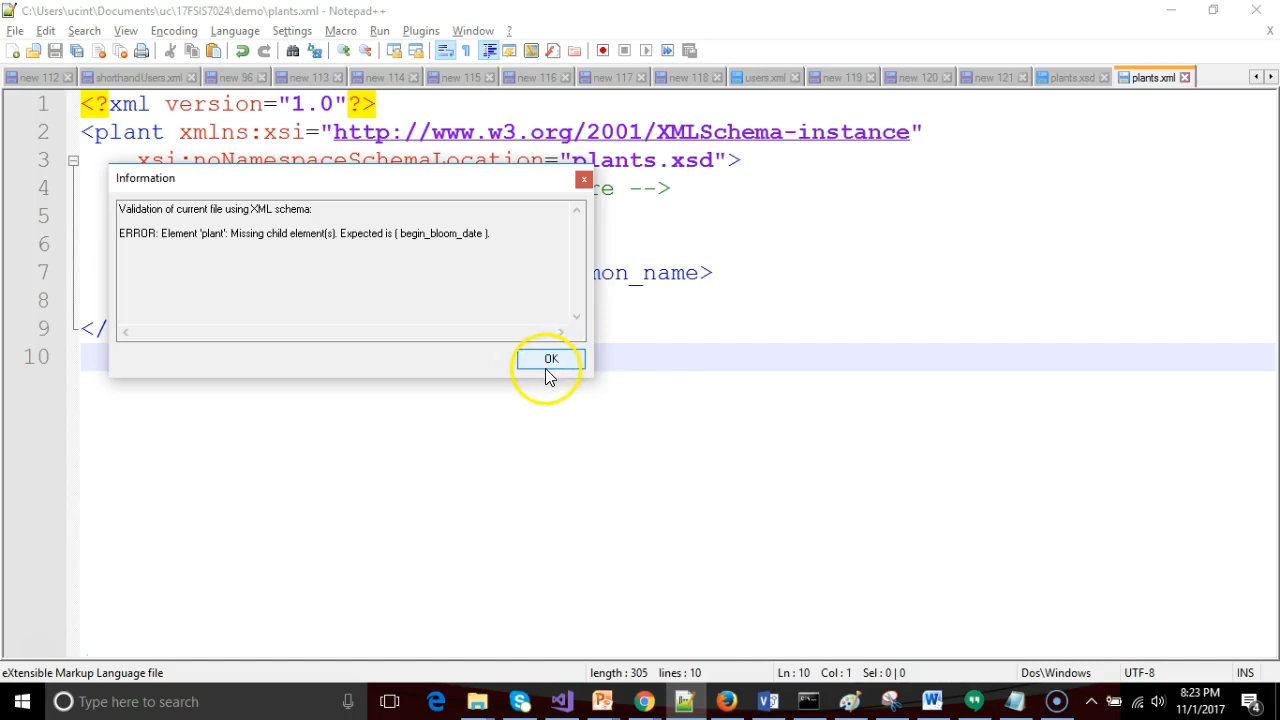 C:\Users\ucint\Documents\uc\17FSIS7024\demo\plants.xml - Notepad++
File Edit Search View Encoding Language Settings Macro Run Plugins Window ?
X
new 112 shorthandUsers.xml new 96 new 113 new 114 new 115 new 116 new 117 new 118 users.xml new 119 new 120 new 121 plants.xsd plants.xml
1 <?xml version="1.0"?>
2 <plant xmlns:xsi="http://www.w3.org/2001/XMLSchema-instance"
3 xsi:noNamespaceSchemaLocation="plants.xsd">
4 re -->
5
6
7 mon_name>
8
9 </
10
Information
Validation of current file using XML schema:
ERROR: Element 'plant': Missing child element(s). Expected is ( begin_bloom_date ).
OK
eXtensible Markup Language file length : 305 lines : 10 Ln : 10 Col : 1 Sel : 0 | 0 Dos\Windows UTF-8 INS
Type here to search
8:23 PM
11/1/2017
4